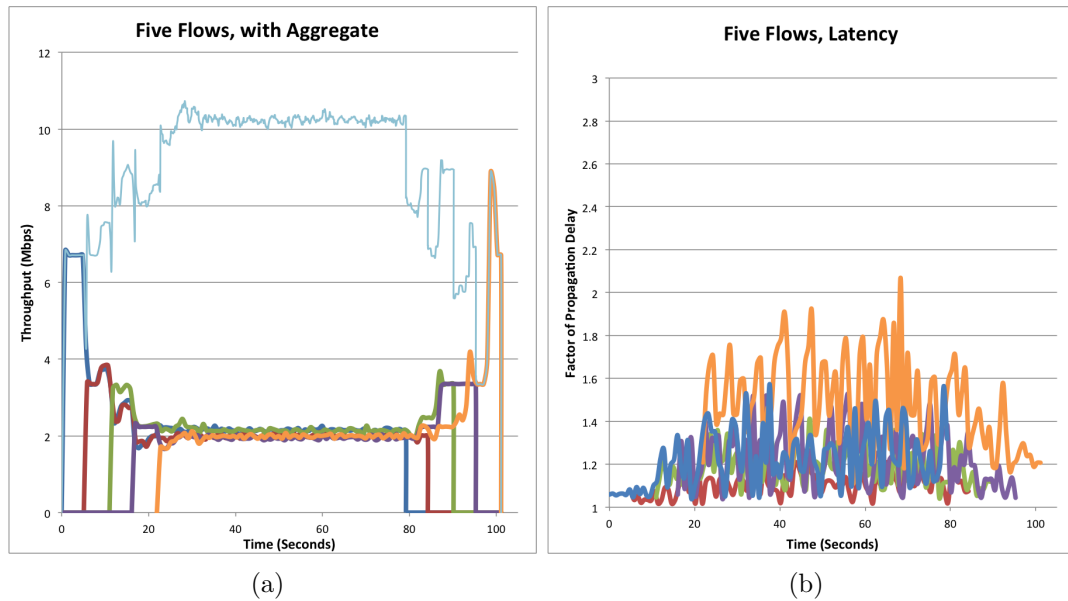 Five Flows, with Aggregate
12
10
8
6
4
2
0
Throughput (Mbps)
0 20 40 60 80 100
Time (Seconds)
(a)
Five Flows, Latency
3
2.8
2.6
2.4
2.2
2
1.8
1.6
1.4
1.2
1
Factor of Propagation Delay
0 20 40 60 80 100
Time (Seconds)
(b)